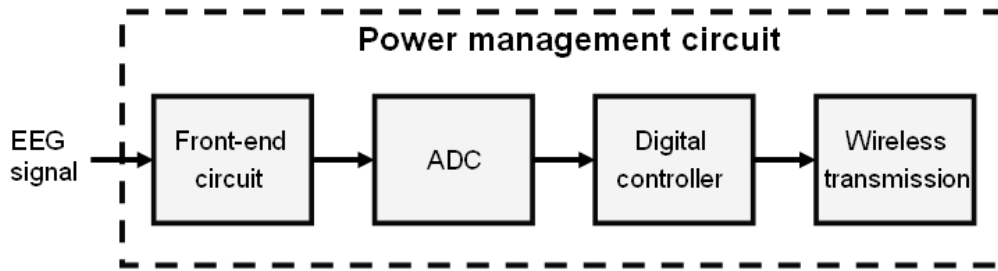 Power management circuit
EEG
signal
Front-end
circuit
ADC
Digital
controller
Wireless
transmission